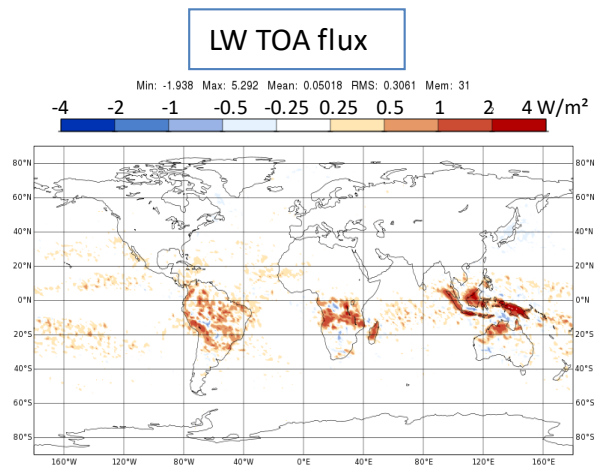 LW TOA flux
Min: -1.938 Max: 5.292 Mean: 0.05018 RMS: 0.3061 Mem: 31
-4 -2 -1 -0.5 -0.25 0.25 0.5 1 2 4 W/m²
80°N
60°N
40°N
20°N
0°N
20°S
40°S
60°S
80°S
80°N
60°N
40°N
20°N
0°N
20°S
40°S
60°S
80°S
160°W 120°W 80°W 40°W 0°E 40°E 80°E 120°E 160°E